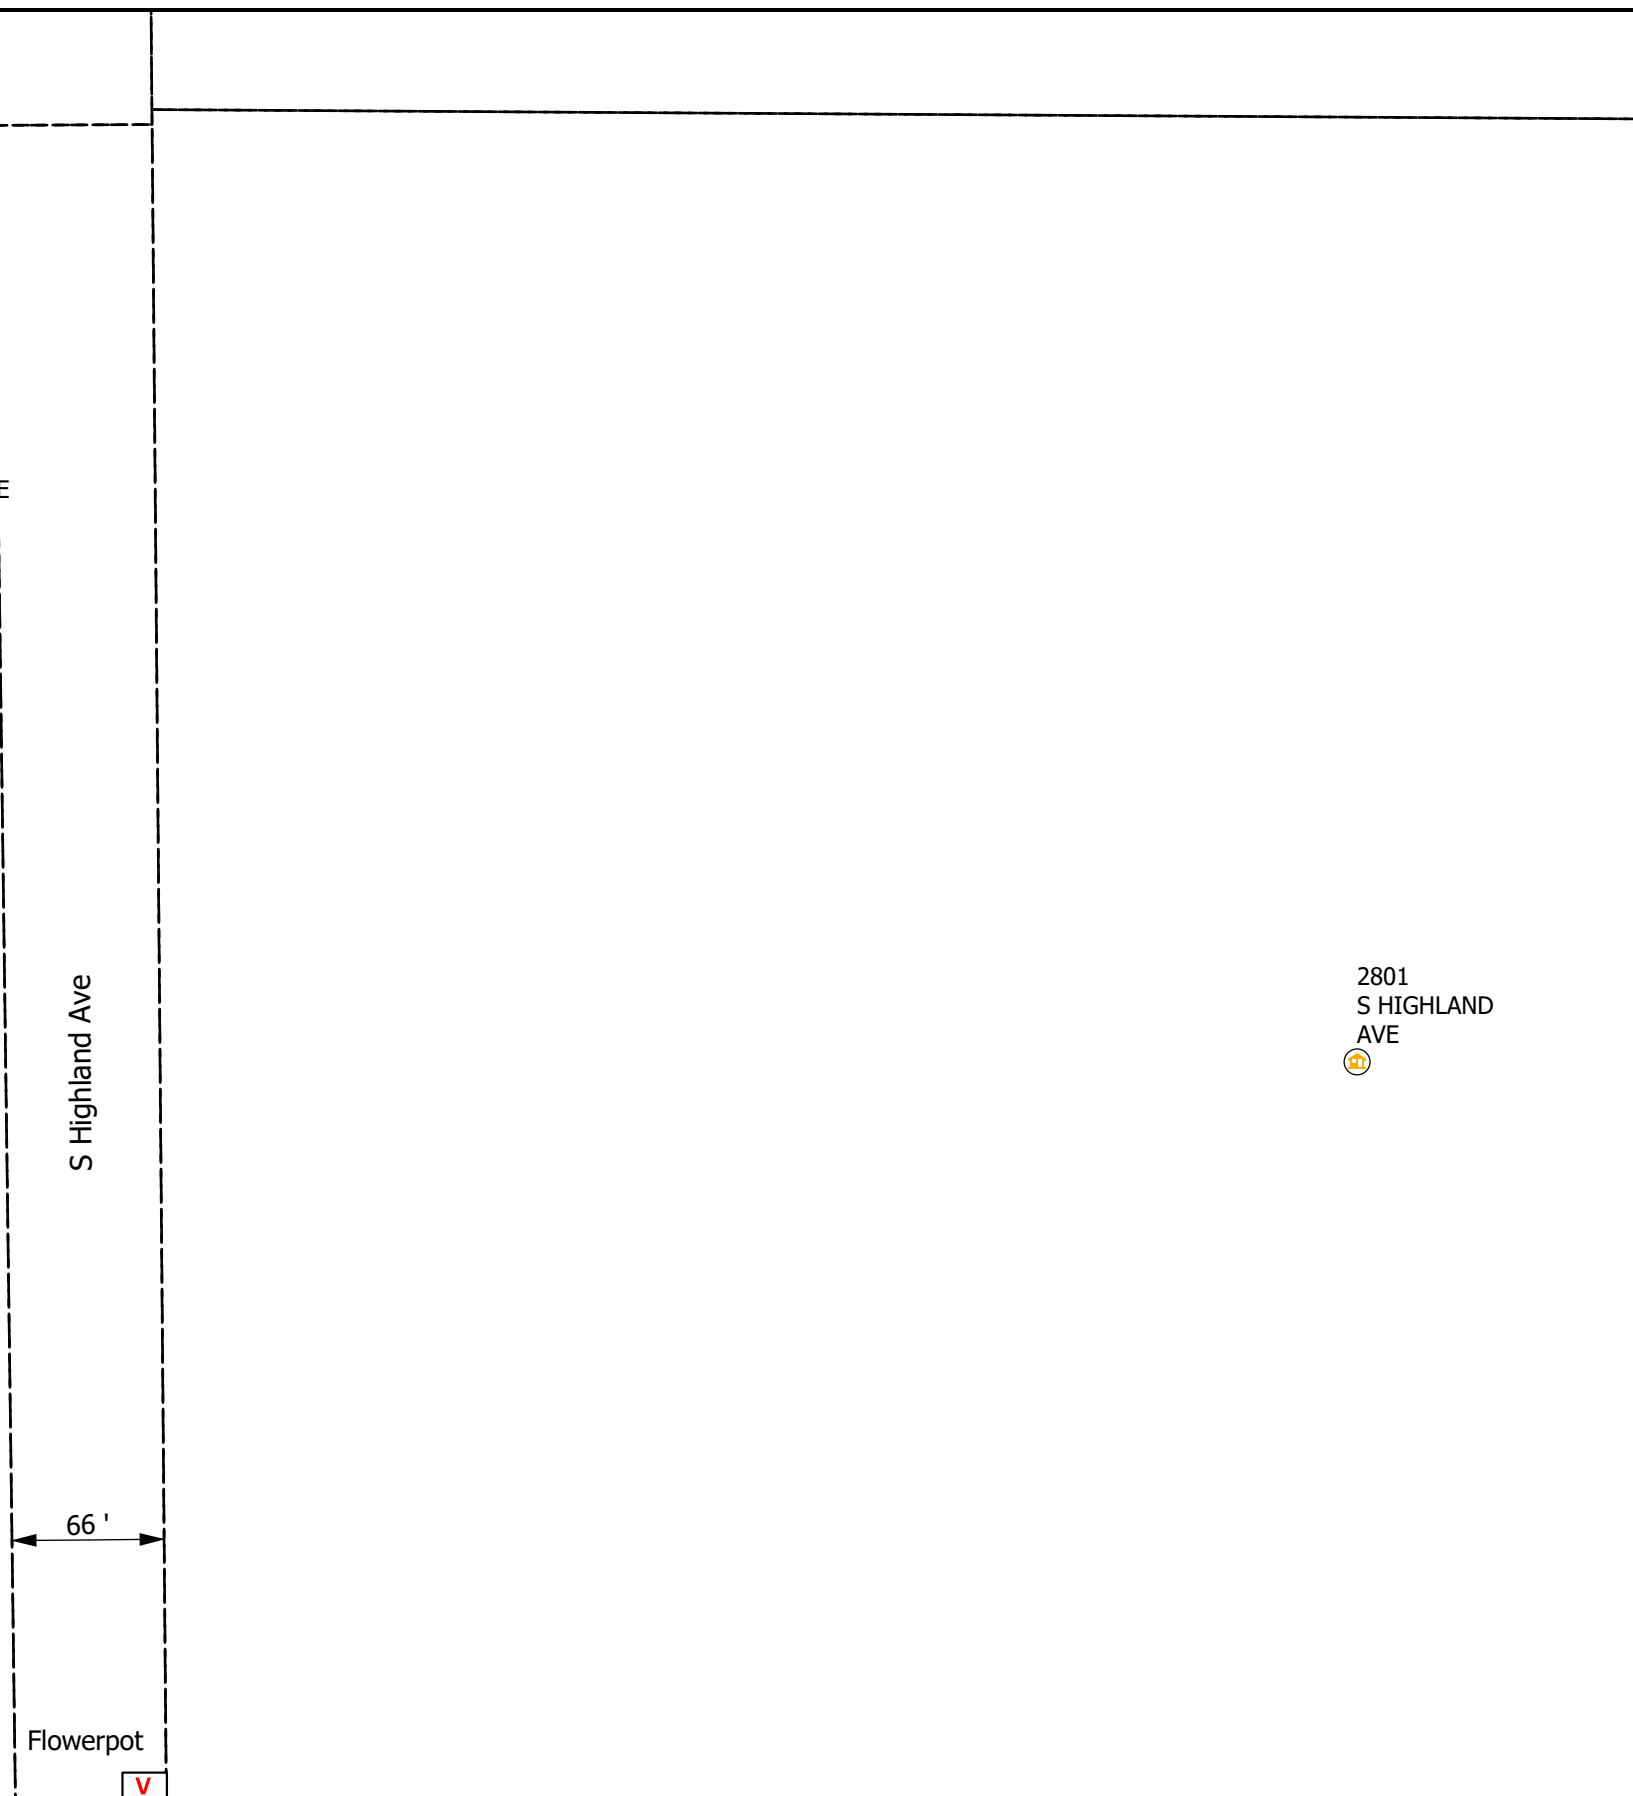 E
2801
S HIGHLAND
AVE
S Highland Ave
66 '
Flowerpot
V